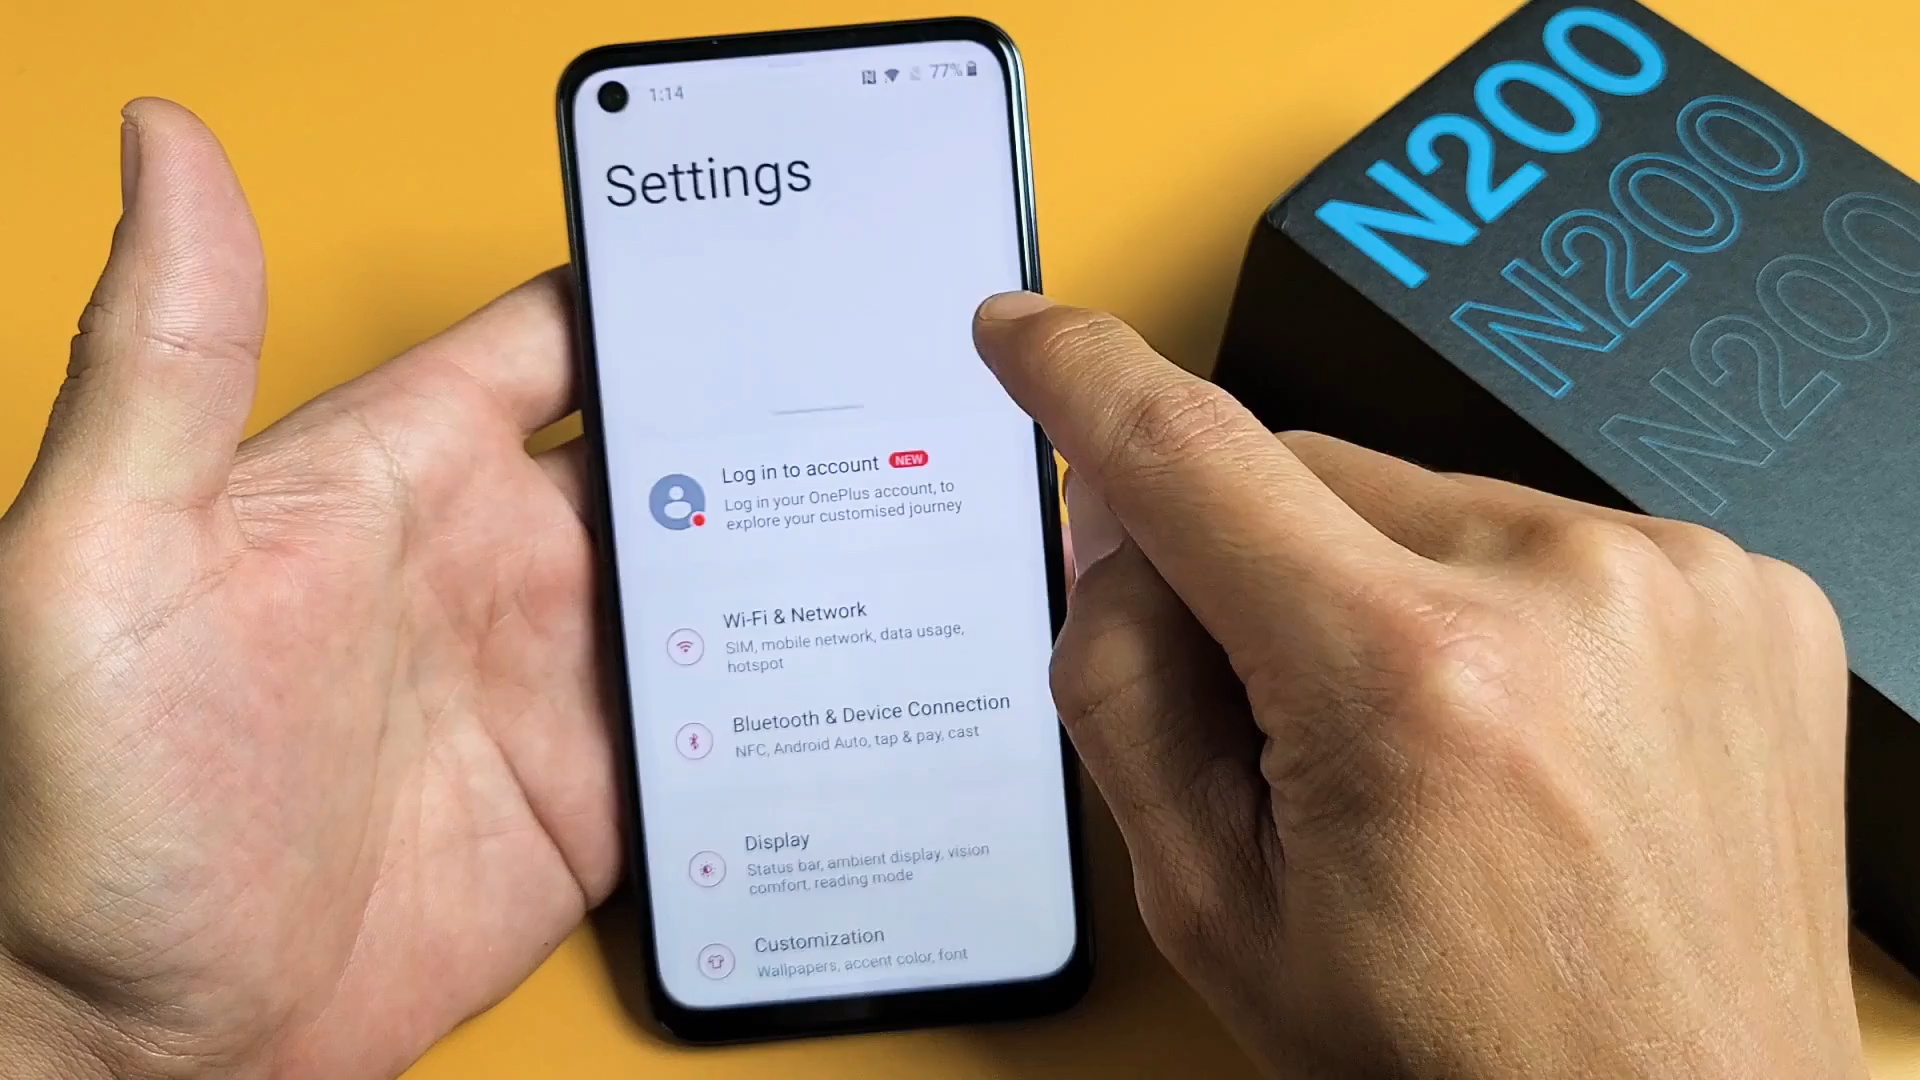 1:14 77%
Settings
Log in to account NEW
Log in your OnePlus account, to
explore your customised journey
Wi-Fi & Network
SIM, mobile network, data usage,
hotspot
Bluetooth & Device Connection
NFC, Android Auto, tap & pay, cast
Display
Status bar, ambient display, vision
comfort, reading mode
Customization
Wallpapers, accent color, font
N200
N200
N200